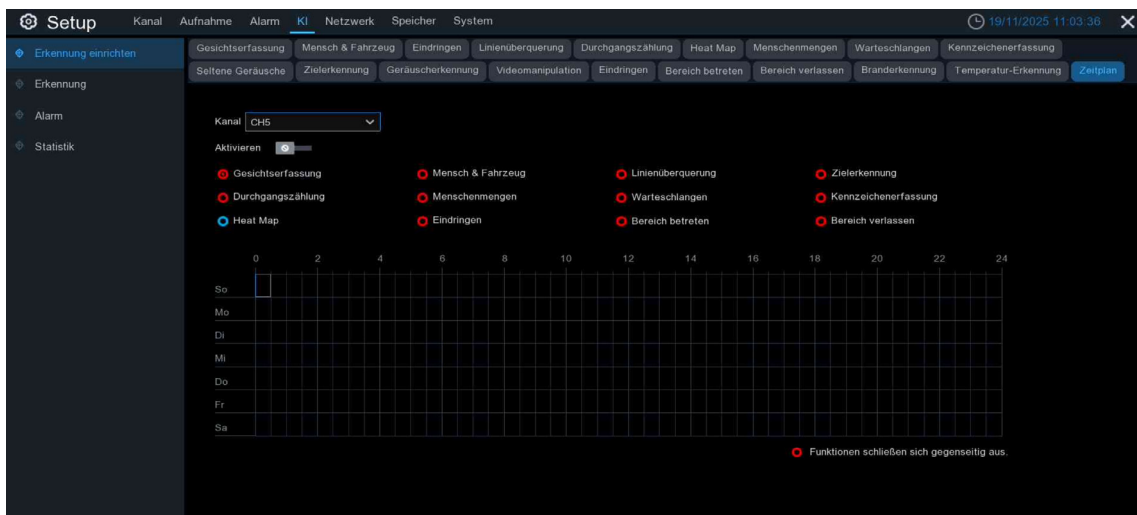 Setup Kanal Aufnahme Alarm KI Netzwerk Speicher System 19/11/2025 11:03:36
Erkennung einrichten
Erkennung
Alarm
Statistik
Gesichtserfassung Mensch & Fahrzeug Eindringen Linienüberquerung Durchgangszählung Heat Map Menschenmengen Warteschlangen Kennzeichenerfassung
Seltene Geräusche Zielerkennung Geräuscherkennung Videomanipulation Eindringen Bereich betreten Bereich verlassen Branderkennung Temperatur-Erkennung Zeitplan
Kanal CH5
Aktivieren
Gesichtserfassung Mensch & Fahrzeug Linienüberquerung Zielerkennung
Durchgangszählung Menschenmengen Warteschlangen Kennzeichenerfassung
Heat Map Eindringen Bereich betreten Bereich verlassen
0 2 4 6 8 10 12 14 16 18 20 22 24
So
Mo
Di
Mi
Do
Fr
Sa
Funktionen schließen sich gegenseitig aus.